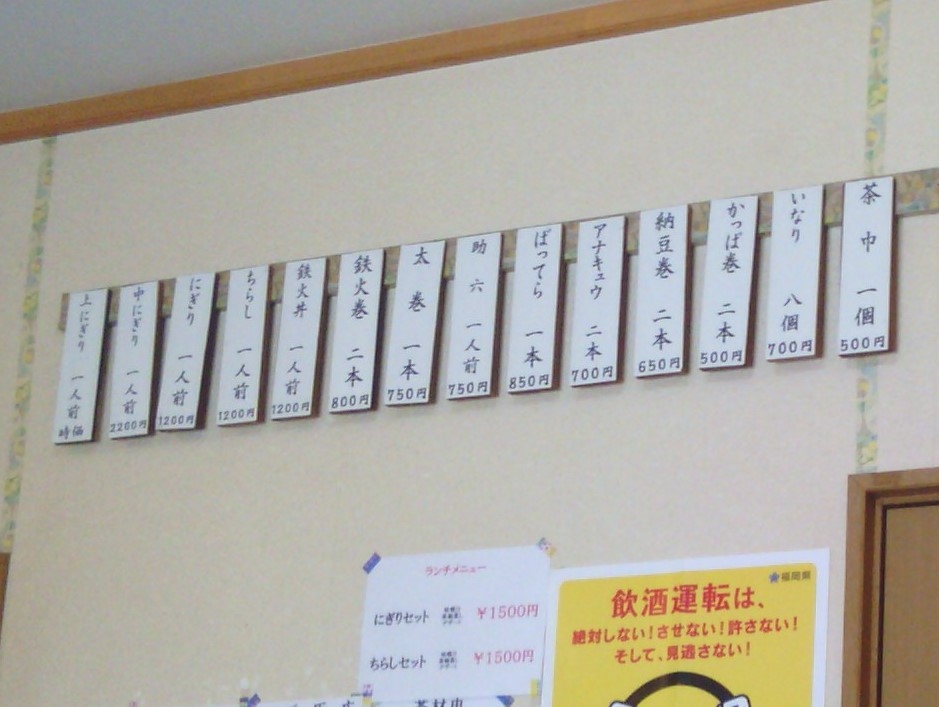 茶巾 一個 500円
いなり 八個 700円
かっぱ巻 二本 500円
納豆巻 二本 650円
アナキュウ 二本 700円
ばってら 一本 850円
助六 一人前 750円
太巻 一本 750円
鉄火巻 二本 800円
鉄火丼 一人前 1200円
ちらし 一人前 1200円
にぎり 一人前 1200円
中にぎり 一人前 2200円
上にぎり 一人前 時価
ランチメニュー
にぎりセット ¥1500円
ちらしセット ¥1500円
福岡県
飲酒運転は、
絶対しない!させない!許さない!
そして、見逃さない!